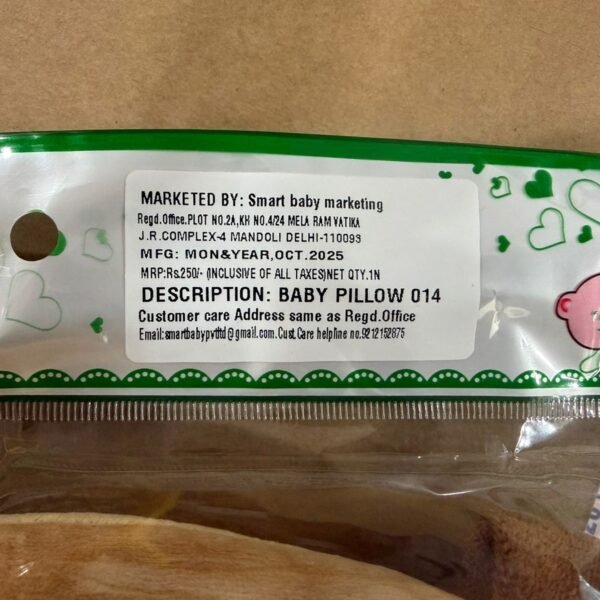 MARKETED BY: Smart baby marketing
Regd.Office.PLOT NO.2A,KH NO.4/24 MELA RAM VATIKA
J.R.COMPLEX-4 MANDOLI DELHI-110093
MFG: MON&YEAR,OCT.2025
MRP:Rs.250/- (INCLUSIVE OF ALL TAXES)NET QTY.1N
DESCRIPTION: BABY PILLOW 014
Customer care Address same as Regd.Office
Email:smartbabypvtltd@gmail.com.Cust.Care helpline no.9212152875